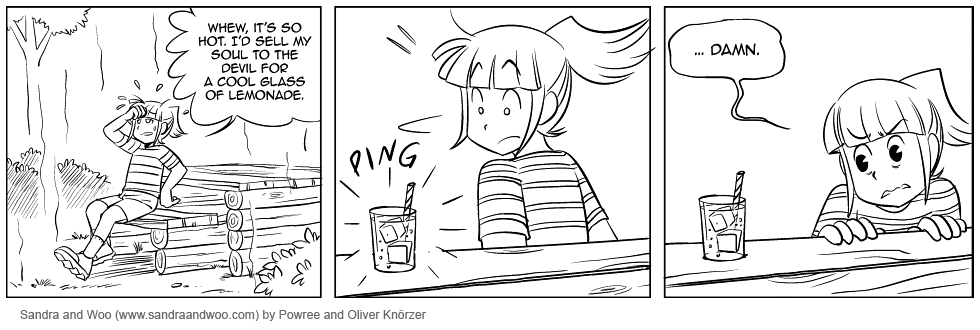 WHEW, IT'S SO
HOT. I'D SELL MY
SOUL TO THE
DEVIL FOR
A COOL GLASS
OF LEMONADE.
PING
... DAMN.
Sandra and Woo (www.sandraandwoo.com) by Powree and Oliver Knörzer